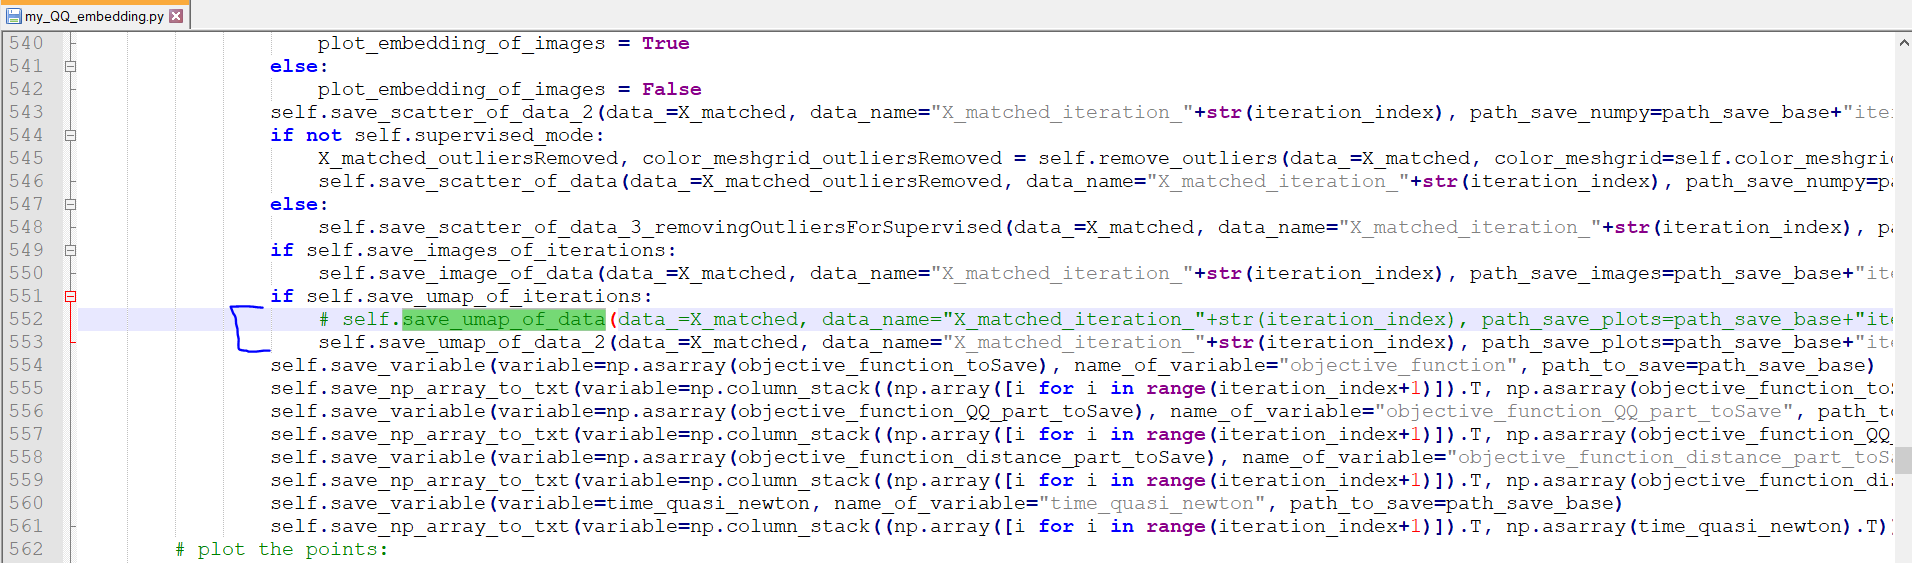 my_QQ_embedding.py
540 plot_embedding_of_images = True
541 else:
542 plot_embedding_of_images = False
543 self.save_scatter_of_data_2(data_=X_matched, data_name="X_matched_iteration_"+str(iteration_index), path_save_numpy=path_save_base+"ite
544 if not self.supervised_mode:
545 X_matched_outliersRemoved, color_meshgrid_outliersRemoved = self.remove_outliers(data_=X_matched, color_meshgrid=self.color_meshgri
546 self.save_scatter_of_data(data_=X_matched_outliersRemoved, data_name="X_matched_iteration_"+str(iteration_index), path_save_numpy=pa
547 else:
548 self.save_scatter_of_data_3_removingOutliersForSupervised(data_=X_matched, data_name="X_matched_iteration_"+str(iteration_index), pa
549 if self.save_images_of_iterations:
550 self.save_image_of_data(data_=X_matched, data_name="X_matched_iteration_"+str(iteration_index), path_save_images=path_save_base+"ite
551 if self.save_umap_of_iterations:
552 # self.save_umap_of_data(data_=X_matched, data_name="X_matched_iteration_"+str(iteration_index), path_save_plots=path_save_base+"ite
553 self.save_umap_of_data_2(data_=X_matched, data_name="X_matched_iteration_"+str(iteration_index), path_save_plots=path_save_base+"ite
554 self.save_variable(variable=np.asarray(objective_function_toSave), name_of_variable="objective_function", path_to_save=path_save_base)
555 self.save_np_array_to_txt(variable=np.column_stack((np.array([i for i in range(iteration_index+1)]).T, np.asarray(objective_function_toS
556 self.save_variable(variable=np.asarray(objective_function_QQ_part_toSave), name_of_variable="objective_function_QQ_part_toSave", path_to
557 self.save_np_array_to_txt(variable=np.column_stack((np.array([i for i in range(iteration_index+1)]).T, np.asarray(objective_function_QQ_
558 self.save_variable(variable=np.asarray(objective_function_distance_part_toSave), name_of_variable="objective_function_distance_part_toSa
559 self.save_np_array_to_txt(variable=np.column_stack((np.array([i for i in range(iteration_index+1)]).T, np.asarray(objective_function_dis
560 self.save_variable(variable=time_quasi_newton, name_of_variable="time_quasi_newton", path_to_save=path_save_base)
561 self.save_np_array_to_txt(variable=np.column_stack((np.array([i for i in range(iteration_index+1)]).T, np.asarray(time_quasi_newton).T))
562 # plot the points: